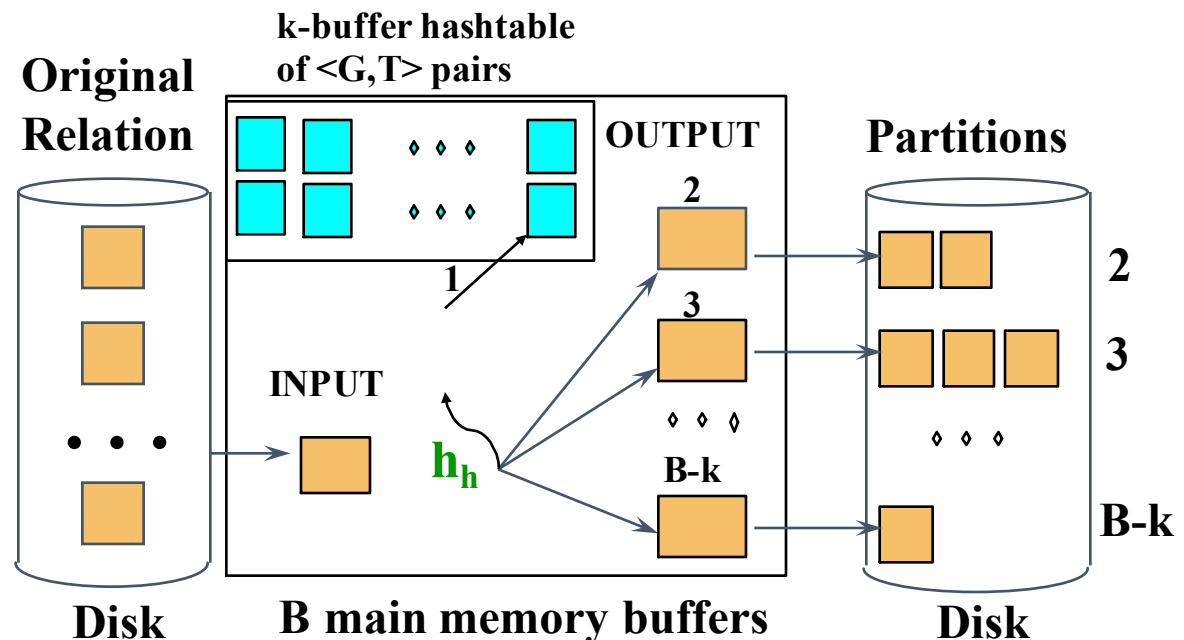 k-buffer hashtable
of <G,T> pairs
Original
Relation
OUTPUT
Partitions
2
2
1
3
3
INPUT
• • •
hₕ
B-k
B-k
Disk
B main memory buffers
Disk